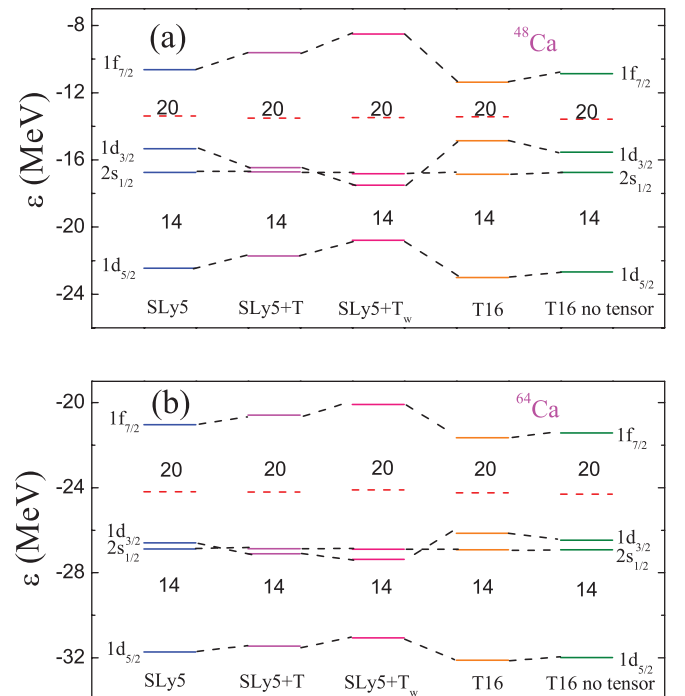 (a)
⁴⁸Ca
ε (MeV)
-8
-12
-16
-20
-24
1f7/2
1d3/2
2s1/2
1d5/2
20 20 20 20 20
14 14 14 14 14
1f7/2
1d3/2
2s1/2
1d5/2
SLy5 SLy5+T SLy5+Tw T16 T16 no tensor
(b)
⁶⁴Ca
ε (MeV)
-20
-24
-28
-32
1f7/2
1d3/2
2s1/2
1d5/2
20 20 20 20 20
14 14 14 14 14
1f7/2
1d3/2
2s1/2
1d5/2
SLy5 SLy5+T SLy5+Tw T16 T16 no tensor